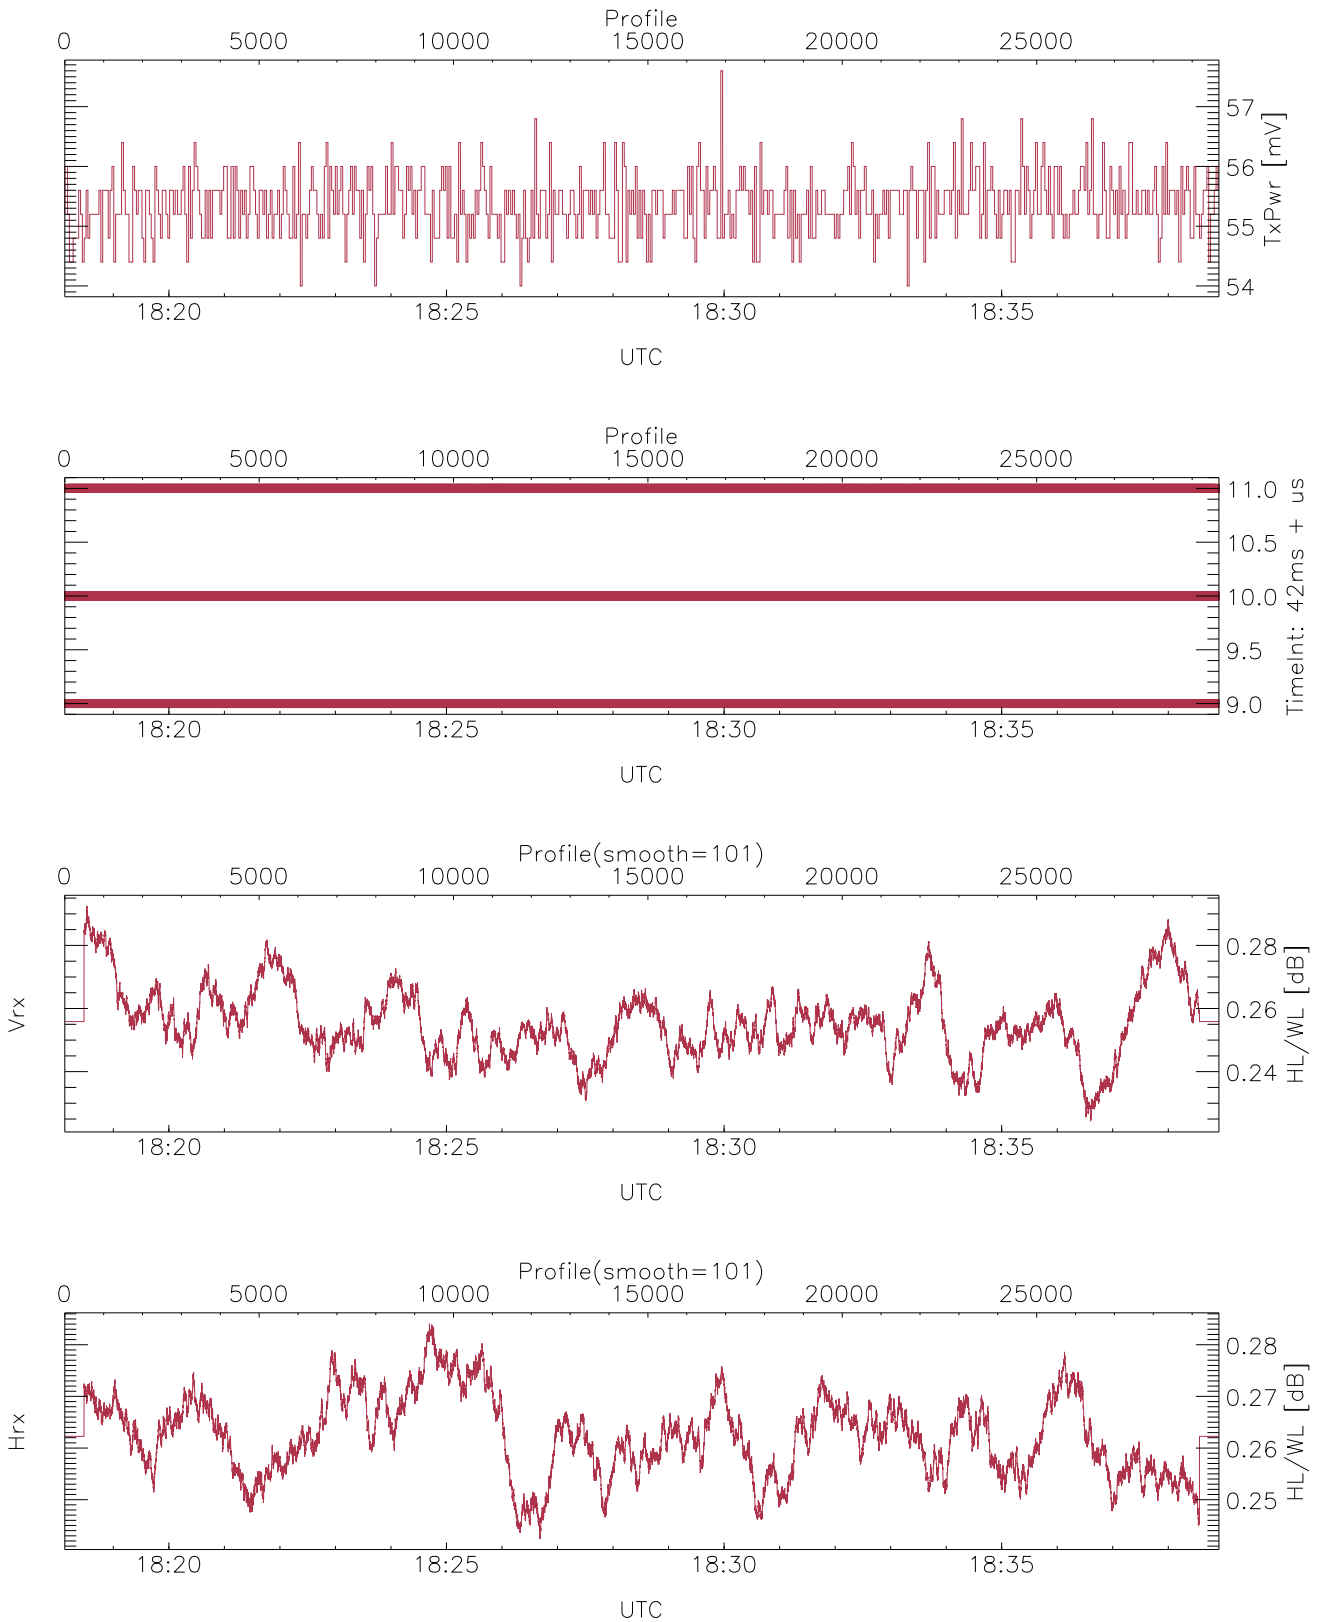 Profile
0 5000 10000 15000 20000 25000
57
56
55
54
TxPwr [mV]
18:20 18:25 18:30 18:35
UTC
Profile
0 5000 10000 15000 20000 25000
11.0
10.5
10.0
9.5
9.0
TimeInt: 42ms + us
18:20 18:25 18:30 18:35
UTC
Profile(smooth=101)
0 5000 10000 15000 20000 25000
Vrx
0.28
0.26
0.24
HL/WL [dB]
18:20 18:25 18:30 18:35
UTC
Profile(smooth=101)
0 5000 10000 15000 20000 25000
Hrx
0.28
0.27
0.26
0.25
HL/WL [dB]
18:20 18:25 18:30 18:35
UTC